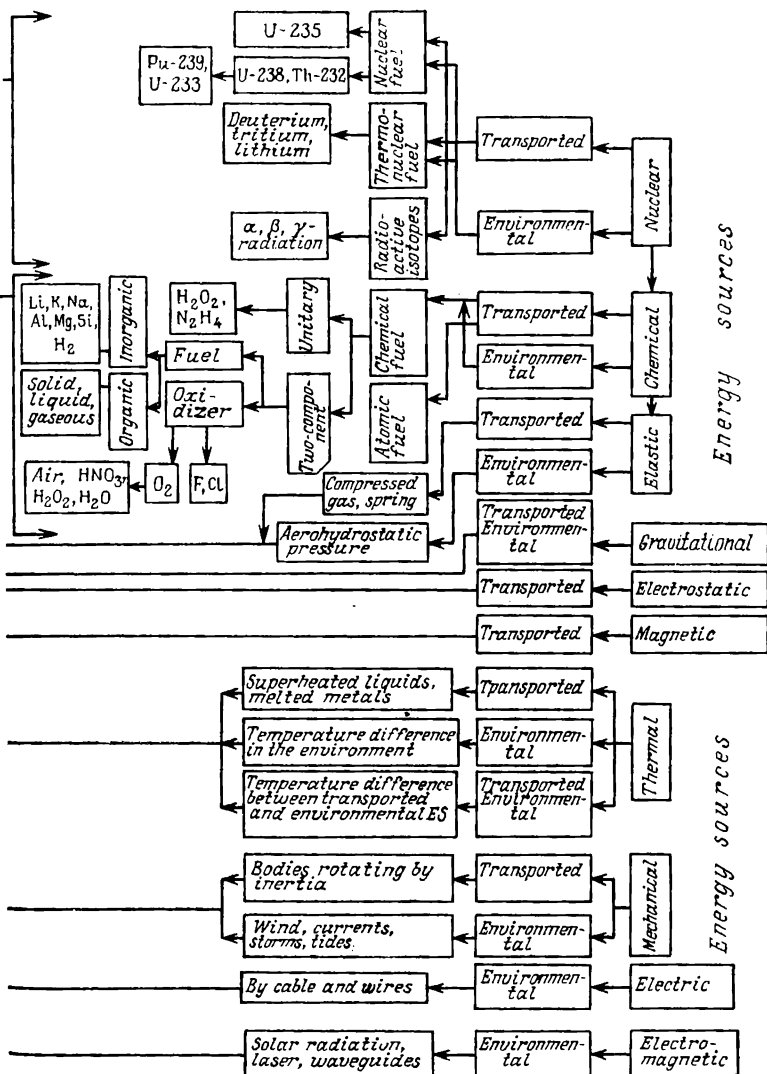 U-235
Pu-239,
U-233
U-238, Th-232
Nuclear
fuel
Deuterium,
tritium,
lithium
Thermo-
nuclear
fuel
Transported
α, β, γ-
radiation
Radio-
active
isotopes
Environmen-
tal
Nuclear
Li, K, Na,
Al, Mg, Si,
H2
Inorganic
H2O2,
N2H4
Unitary
Chemical fuel
Transported
Fuel
Environmen-
tal
Chemical
Solid,
liquid,
gaseous
Organic
Oxi-
dizer
Two-compo-
nent
Atomic
fuel
Transported
Environmen-
tal
Elastic
Air, HNO3,
H2O2, H2O
O2
F, Cl
Compressed
gas, spring
Aerohydrostatic
pressure
Transported
Environmen-
tal
Gravitational
Transported
Electrostatic
Transported
Magnetic
Energy sources
Superheated liquids,
melted metals
Tpansported
Temperature difference
in the environment
Environmen-
tal
Thermal
Temperature difference
between transported
and environmental ES
Transported
Environmen-
tal
Bodies rotating by
inertia
Transported
Mechanical
Wind, currents,
storms, tides
Environmen-
tal
By cable and wires
Environmen-
tal
Electric
Solar radiation,
laser, waveguides
Environmen-
tal
Electro-
magnetic
Energy sources